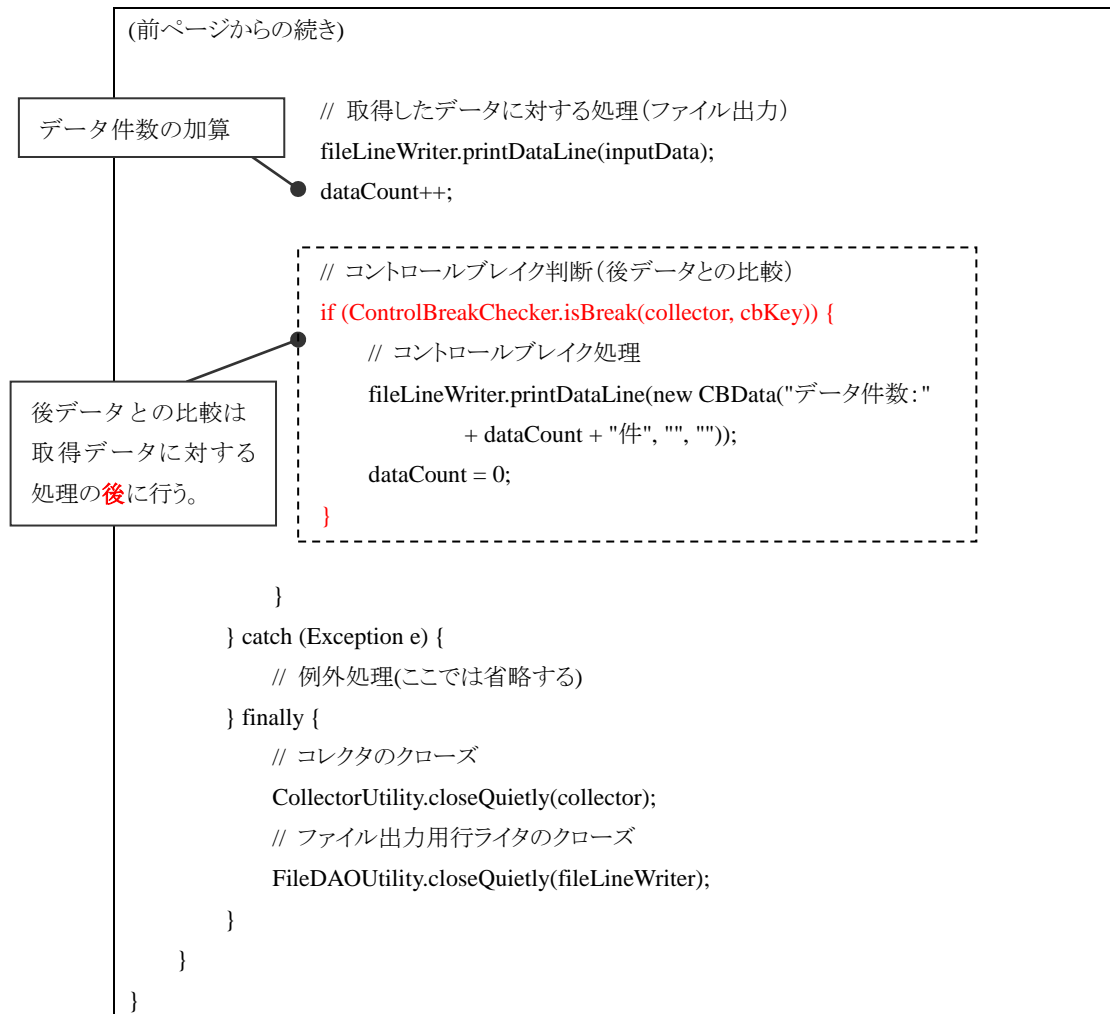 (前ページからの続き)
データ件数の加算
// 取得したデータに対する処理(ファイル出力)
fileLineWriter.printDataLine(inputData);
dataCount++;
// コントロールブレイク判断(後データとの比較)
if (ControlBreakChecker.isBreak(collector, cbKey)) {
// コントロールブレイク処理
fileLineWriter.printDataLine(new CBData("データ件数:"
+ dataCount + "件", "", ""));
dataCount = 0;
}
後データとの比較は
取得データに対する
処理の後に行う。
}
} catch (Exception e) {
// 例外処理(ここでは省略する)
} finally {
// コレクタのクローズ
CollectorUtility.closeQuietly(collector);
// ファイル出力用行ライタのクローズ
FileDAOUtility.closeQuietly(fileLineWriter);
}
}
}